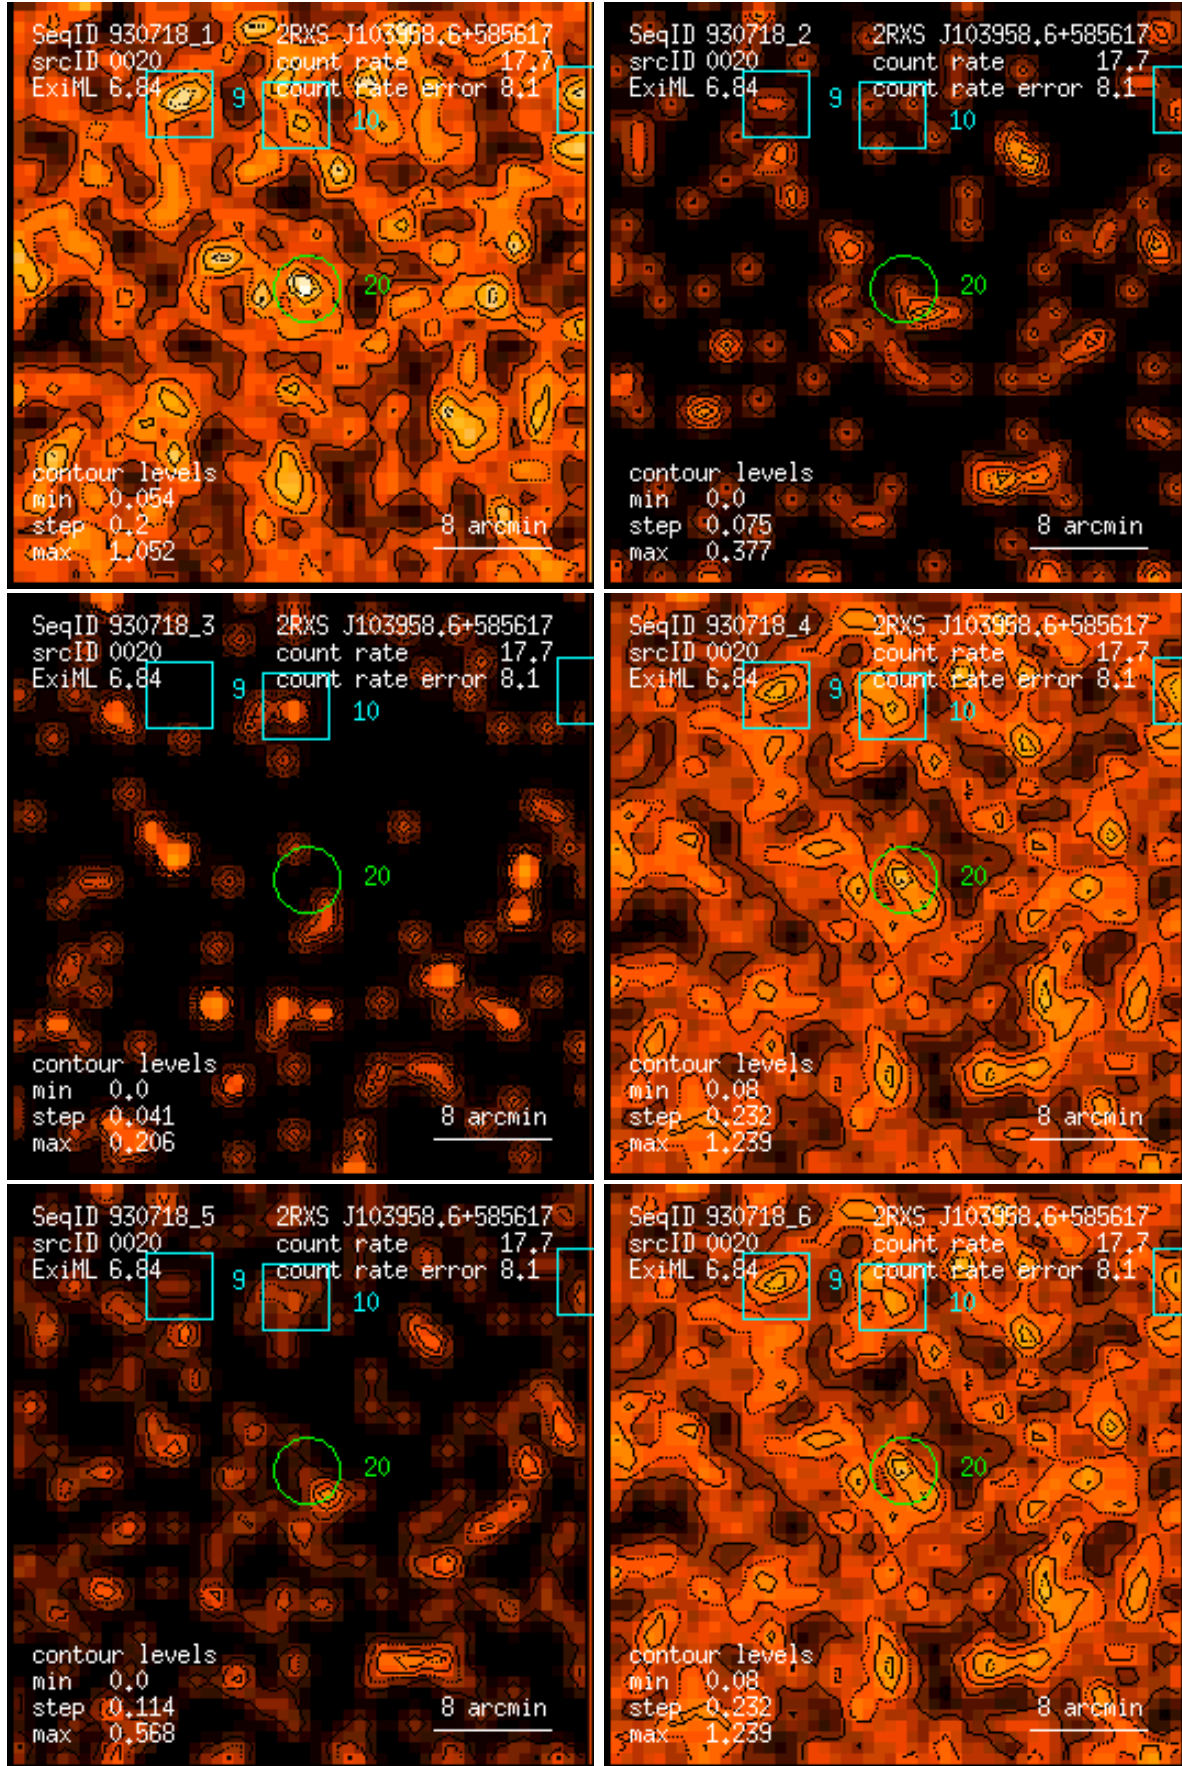 SeqID 930718_1 2RXS J103958.6+585617
srcID 0020 count rate 17.7
ExiML 6.84 count rate error 8.1
9
10
20
contour levels
min 0.054
step 0.2 8 arcmin
max 1.052
SeqID 930718_2 2RXS J103958.6+585617
srcID 0020 count rate 17.7
ExiML 6.84 count rate error 8.1
9
10
20
contour levels
min 0.0
step 0.075 8 arcmin
max 0.377
SeqID 930718_3 2RXS J103958.6+585617
srcID 0020 count rate 17.7
ExiML 6.84 count rate error 8.1
9
10
20
contour levels
min 0.0
step 0.041 8 arcmin
max 0.206
SeqID 930718_4 2RXS J103958.6+585617
srcID 0020 count rate 17.7
ExiML 6.84 count rate error 8.1
9
10
20
contour levels
min 0.08
step 0.232 8 arcmin
max 1.239
SeqID 930718_5 2RXS J103958.6+585617
srcID 0020 count rate 17.7
ExiML 6.84 count rate error 8.1
9
10
20
contour levels
min 0.0
step 0.114 8 arcmin
max 0.568
SeqID 930718_6 2RXS J103958.6+585617
srcID 0020 count rate 17.7
ExiML 6.84 count rate error 8.1
9
10
20
contour levels
min 0.08
step 0.232 8 arcmin
max 1.239